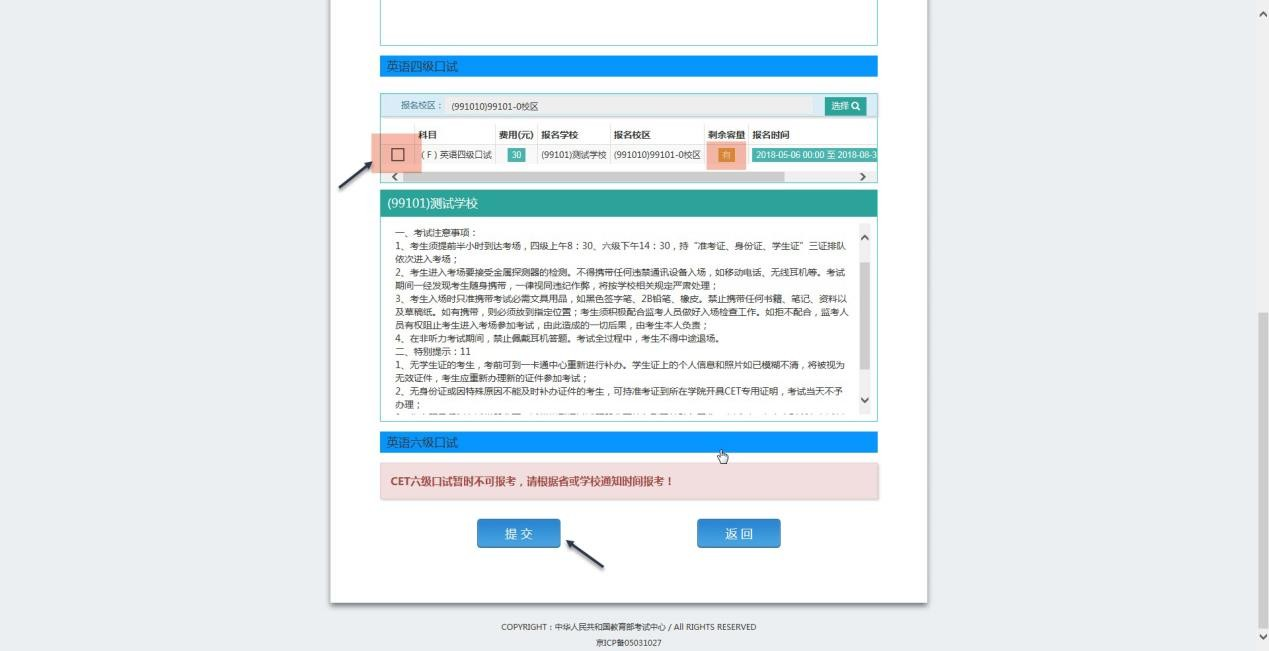 英语四级口试
报名校区： (991010)99101-0校区 选择
科目 费用(元) 报名学校 报名校区 剩余容量 报名时间
( F ) 英语四级口试 30 (99101)测试学校 (991010)99101-0校区 有 2018-05-06 00:00 至 2018-08-3
(99101)测试学校
一、考试注意事项：
1、考生须提前半小时到达考场，四级上午8：30、六级下午14：30，持“准考证、身份证、学生证”三证排队
依次进入考场；
2、考生进入考场要接受金属探测器的检测。不得携带任何违禁通讯设备入场，如移动电话、无线耳机等。考试
期间一经发现考生随身携带，一律视同违纪作弊，将按学校相关规定严肃处理；
3、考生入场时只准携带考试必需文具用品，如黑色签字笔、2B铅笔、橡皮。禁止携带任何书籍、笔记、资料以
及草稿纸。如有携带，则必须放到指定位置；考生须积极配合监考人员做好入场检查工作。如拒不配合，监考人
员有权阻止考生进入考场参加考试，由此造成的一切后果，由考生本人负责；
4、在非听力考试期间，禁止佩戴耳机答题。考试全过程中，考生不得中途退场。
二、特别提示：11
1、无学生证的考生，考前可到一卡通中心重新进行补办。学生证上的个人信息和照片如已模糊不清，将被视为
无效证件，考生应重新办理新的证件参加考试；
2、无身份证或因特殊原因不能及时补办证件的考生，可持准考证到所在学院开具CET专用证明，考试当天不予
办理；
英语六级口试
CET六级口试暂时不可报考，请根据省或学校通知时间报考！
提 交 返 回
COPYRIGHT：中华人民共和国教育部考试中心 / All RIGHTS RESERVED
京ICP备05031027